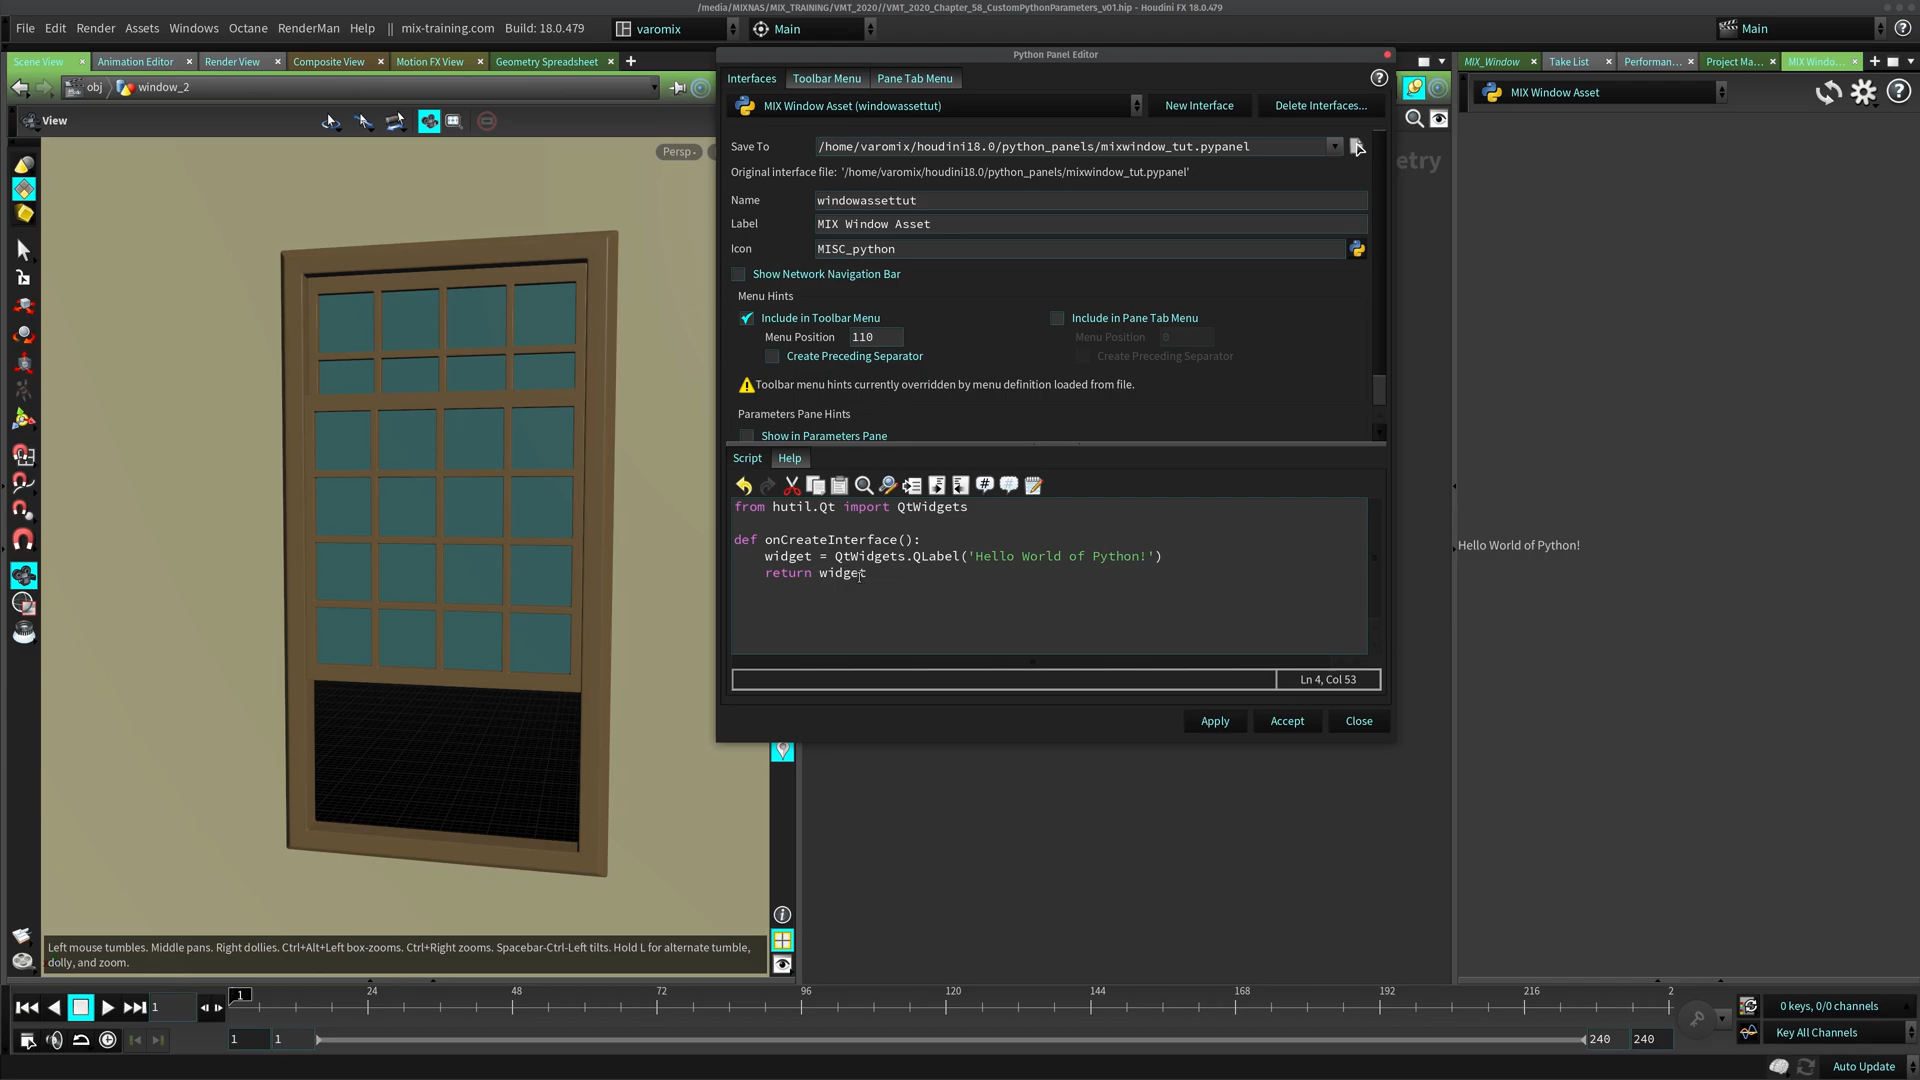 /media/MIXNAS/MIX_TRAINING/VMT_2020//VMT_2020_Chapter_58_CustomPythonParameters_v01.hip - Houdini FX 18.0.479
File Edit Render Assets Windows Octane RenderMan Help || mix-training.com Build: 18.0.479 varomix Main Main
Scene View Animation Editor Render View Composite View Motion FX View Geometry Spreadsheet
obj window_2
View
Persp
Python Panel Editor
Interfaces Toolbar Menu Pane Tab Menu
MIX Window Asset (windowassettut) New Interface Delete Interfaces...
Save To /home/varomix/houdini18.0/python_panels/mixwindow_tut.pypanel
Original interface file: '/home/varomix/houdini18.0/python_panels/mixwindow_tut.pypanel'
Name windowassettut
Label MIX Window Asset
Icon MISC_python
Show Network Navigation Bar
Menu Hints
Include in Toolbar Menu Include in Pane Tab Menu
Menu Position 110 Menu Position 0
Create Preceding Separator Create Preceding Separator
Toolbar menu hints currently overridden by menu definition loaded from file.
Parameters Pane Hints
Show in Parameters Pane
Script Help
from hutil.Qt import QtWidgets
def onCreateInterface():
widget = QtWidgets.QLabel('Hello World of Python!')
return widget
Ln 4, Col 53
Apply Accept Close
MIX_Window Take List Performan... Project Ma... MIX Windo...
MIX Window Asset
etry
Hello World of Python!
Left mouse tumbles. Middle pans. Right dollies. Ctrl+Alt+Left box-zooms. Ctrl+Right zooms. Spacebar-Ctrl-Left tilts. Hold L for alternate tumble,
dolly, and zoom.
1 1 24 48 72 96 120 144 168 192 216 2
0 keys, 0/0 channels
1 1 240 240 Key All Channels
Auto Update